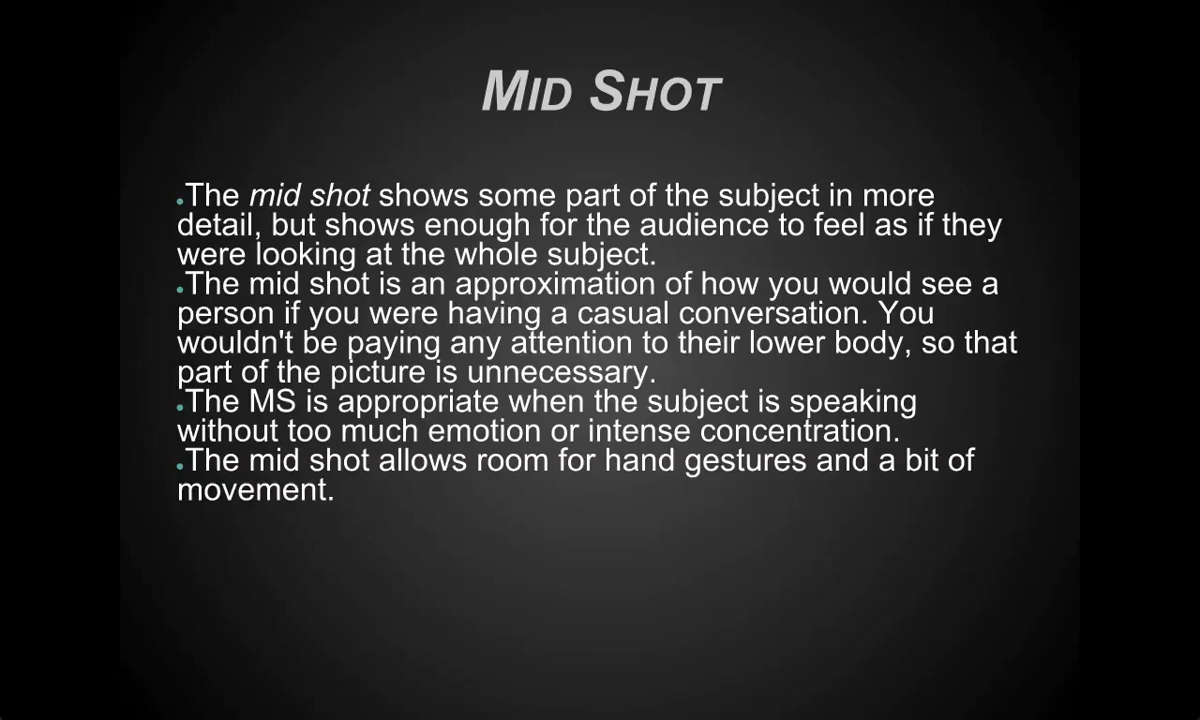 MID SHOT
•The mid shot shows some part of the subject in more
detail, but shows enough for the audience to feel as if they
were looking at the whole subject.
•The mid shot is an approximation of how you would see a
person if you were having a casual conversation. You
wouldn't be paying any attention to their lower body, so that
part of the picture is unnecessary.
•The MS is appropriate when the subject is speaking
without too much emotion or intense concentration.
•The mid shot allows room for hand gestures and a bit of
movement.